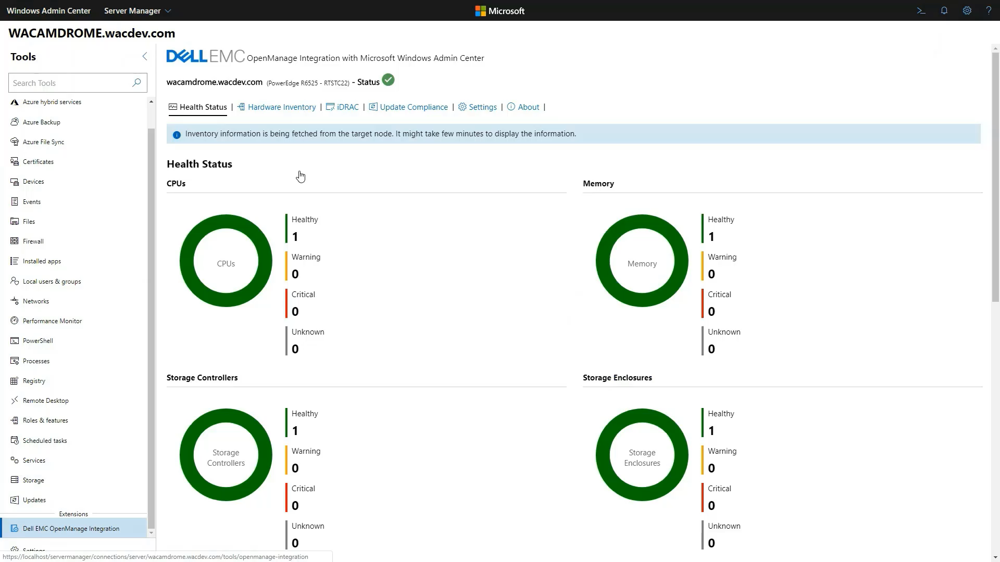 Windows Admin Center
Server Manager
Microsoft
WACAMDROME.wacdev.com
Tools
Search Tools
Azure hybrid services
Azure Backup
Azure File Sync
Certificates
Devices
Events
Files
Firewall
Installed apps
Local users & groups
Networks
Performance Monitor
PowerShell
Processes
Registry
Remote Desktop
Roles & features
Scheduled tasks
Services
Storage
Updates
Extensions
Dell EMC OpenManage Integration
Settings
https://localhost/servermanager/connections/server/wacamdrome.wacdev.com/tools/openmanage-integration
DELL EMC OpenManage Integration with Microsoft Windows Admin Center
wacamdrome.wacdev.com (PowerEdge R6525 - RTSTC22) - Status
Health Status | Hardware Inventory | iDRAC | Update Compliance | Settings | About |
Inventory information is being fetched from the target node. It might take few minutes to display the information.
Health Status
CPUs
CPUs
Healthy
1
Warning
0
Critical
0
Unknown
0
Memory
Memory
Healthy
1
Warning
0
Critical
0
Unknown
0
Storage Controllers
Storage
Controllers
Healthy
1
Warning
0
Critical
0
Unknown
0
Storage Enclosures
Storage
Enclosures
Healthy
1
Warning
0
Critical
0
Unknown
0